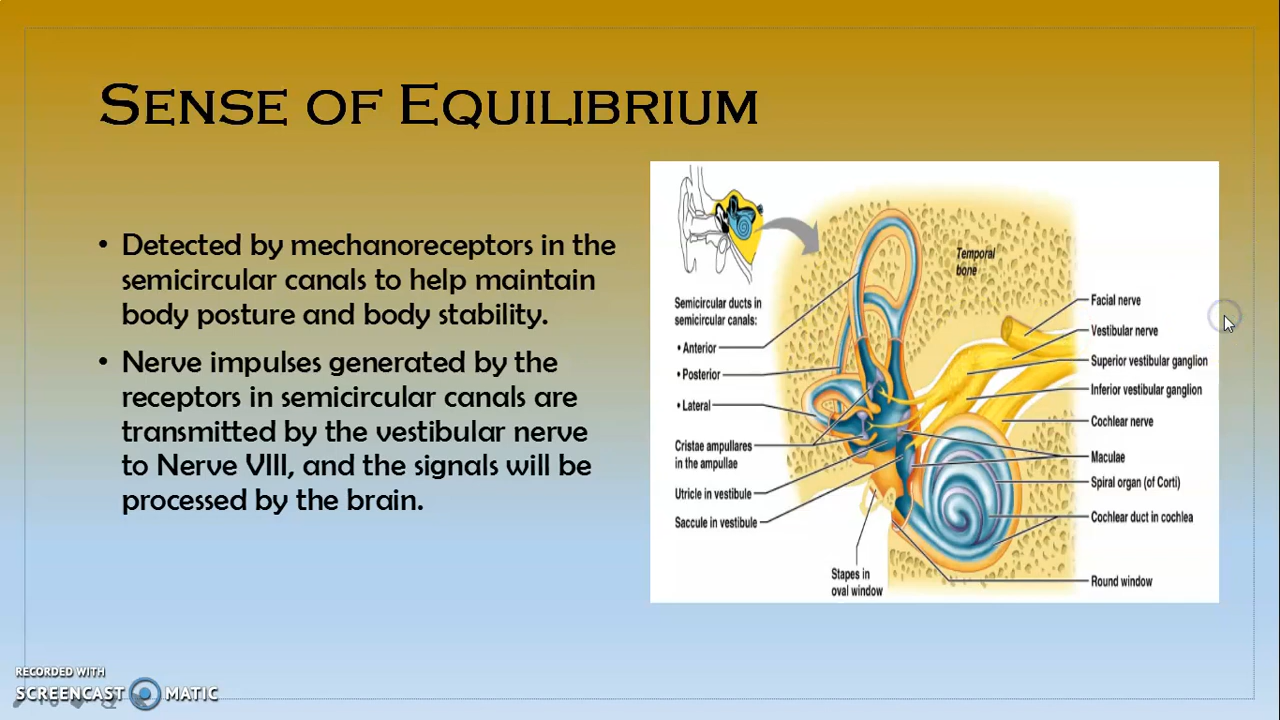 SENSE OF EQUILIBRIUM
• Detected by mechanoreceptors in the
semicircular canals to help maintain
body posture and body stability.
• Nerve impulses generated by the
receptors in semicircular canals are
transmitted by the vestibular nerve
to Nerve VIII, and the signals will be
processed by the brain.
Temporal
bone
Semicircular ducts in
semicircular canals:
• Anterior
• Posterior
• Lateral
Cristae ampullares
in the ampullae
Utricle in vestibule
Saccule in vestibule
Stapes in
oval window
Facial nerve
Vestibular nerve
Superior vestibular ganglion
Inferior vestibular ganglion
Cochlear nerve
Maculae
Spiral organ (of Corti)
Cochlear duct in cochlea
Round window
RECORDED WITH
SCREENCAST MATIC